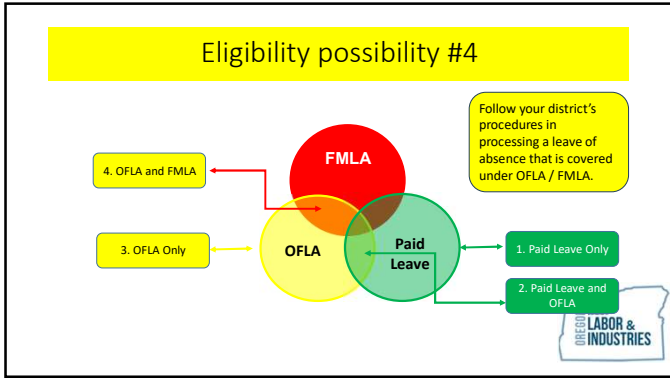 Eligibility possibility #4
Follow your district's
procedures in
processing a leave of
absence that is covered
under OFLA / FMLA.
FMLA
4. OFLA and FMLA
3. OFLA Only
OFLA
Paid
Leave
1. Paid Leave Only
2. Paid Leave and
OFLA
OREGON
LABOR &
INDUSTRIES